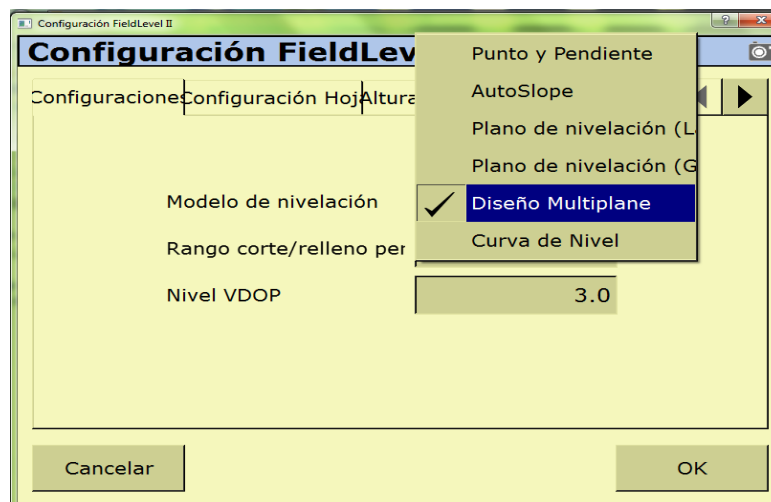 Configuración FieldLevel II
Configuración FieldLev
Punto y Pendiente
Configuraciones Configuración Hoja Altura
AutoSlope
Plano de nivelación (L
Plano de nivelación (G
Modelo de nivelación
Diseño Multiplane
Rango corte/relleno per
Curva de Nivel
Nivel VDOP 3.0
Cancelar OK